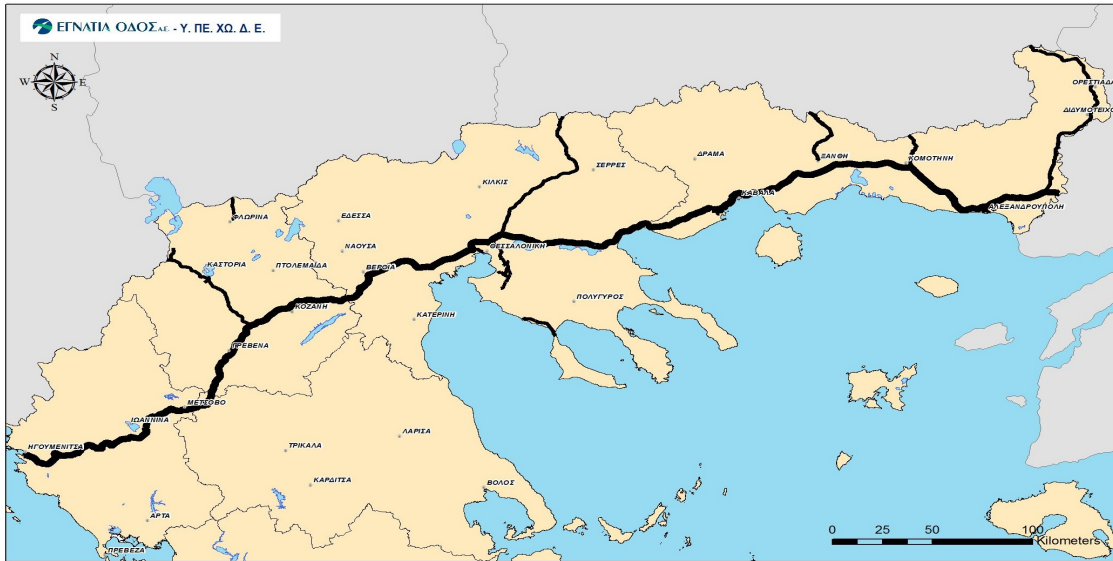 ΕΓΝΑΤΙΑ ΟΔΟΣ Α.Ε. - Υ. ΠΕ. ΧΩ. Δ. Ε.
N
W E
S
ΟΡΕΣΤΙΑΔΑ
ΔΙΔΥΜΟΤΕΙΧΟ
ΣΕΡΡΕΣ
ΔΡΑΜΑ
ΞΑΝΘΗ
ΚΟΜΟΤΗΝΗ
ΚΙΛΚΙΣ
ΚΑΒΑΛΑ
ΑΛΕΞΑΝΔΡΟΥΠΟΛΗ
ΦΛΩΡΙΝΑ
ΕΔΕΣΣΑ
ΝΑΟΥΣΑ
ΘΕΣΣΑΛΟΝΙΚΗ
ΚΑΣΤΟΡΙΑ
ΠΤΟΛΕΜΑΙΔΑ
ΒΕΡΟΙΑ
ΠΟΛΥΓΥΡΟΣ
ΚΟΖΑΝΗ
ΚΑΤΕΡΙΝΗ
ΓΡΕΒΕΝΑ
ΜΕΤΣΟΒΟ
ΙΩΑΝΝΙΝΑ
ΗΓΟΥΜΕΝΙΤΣΑ
ΛΑΡΙΣΑ
ΤΡΙΚΑΛΑ
ΚΑΡΔΙΤΣΑ
ΒΟΛΟΣ
ΑΡΤΑ
ΠΡΕΒΕΖΑ
0 25 50 100
Kilometers